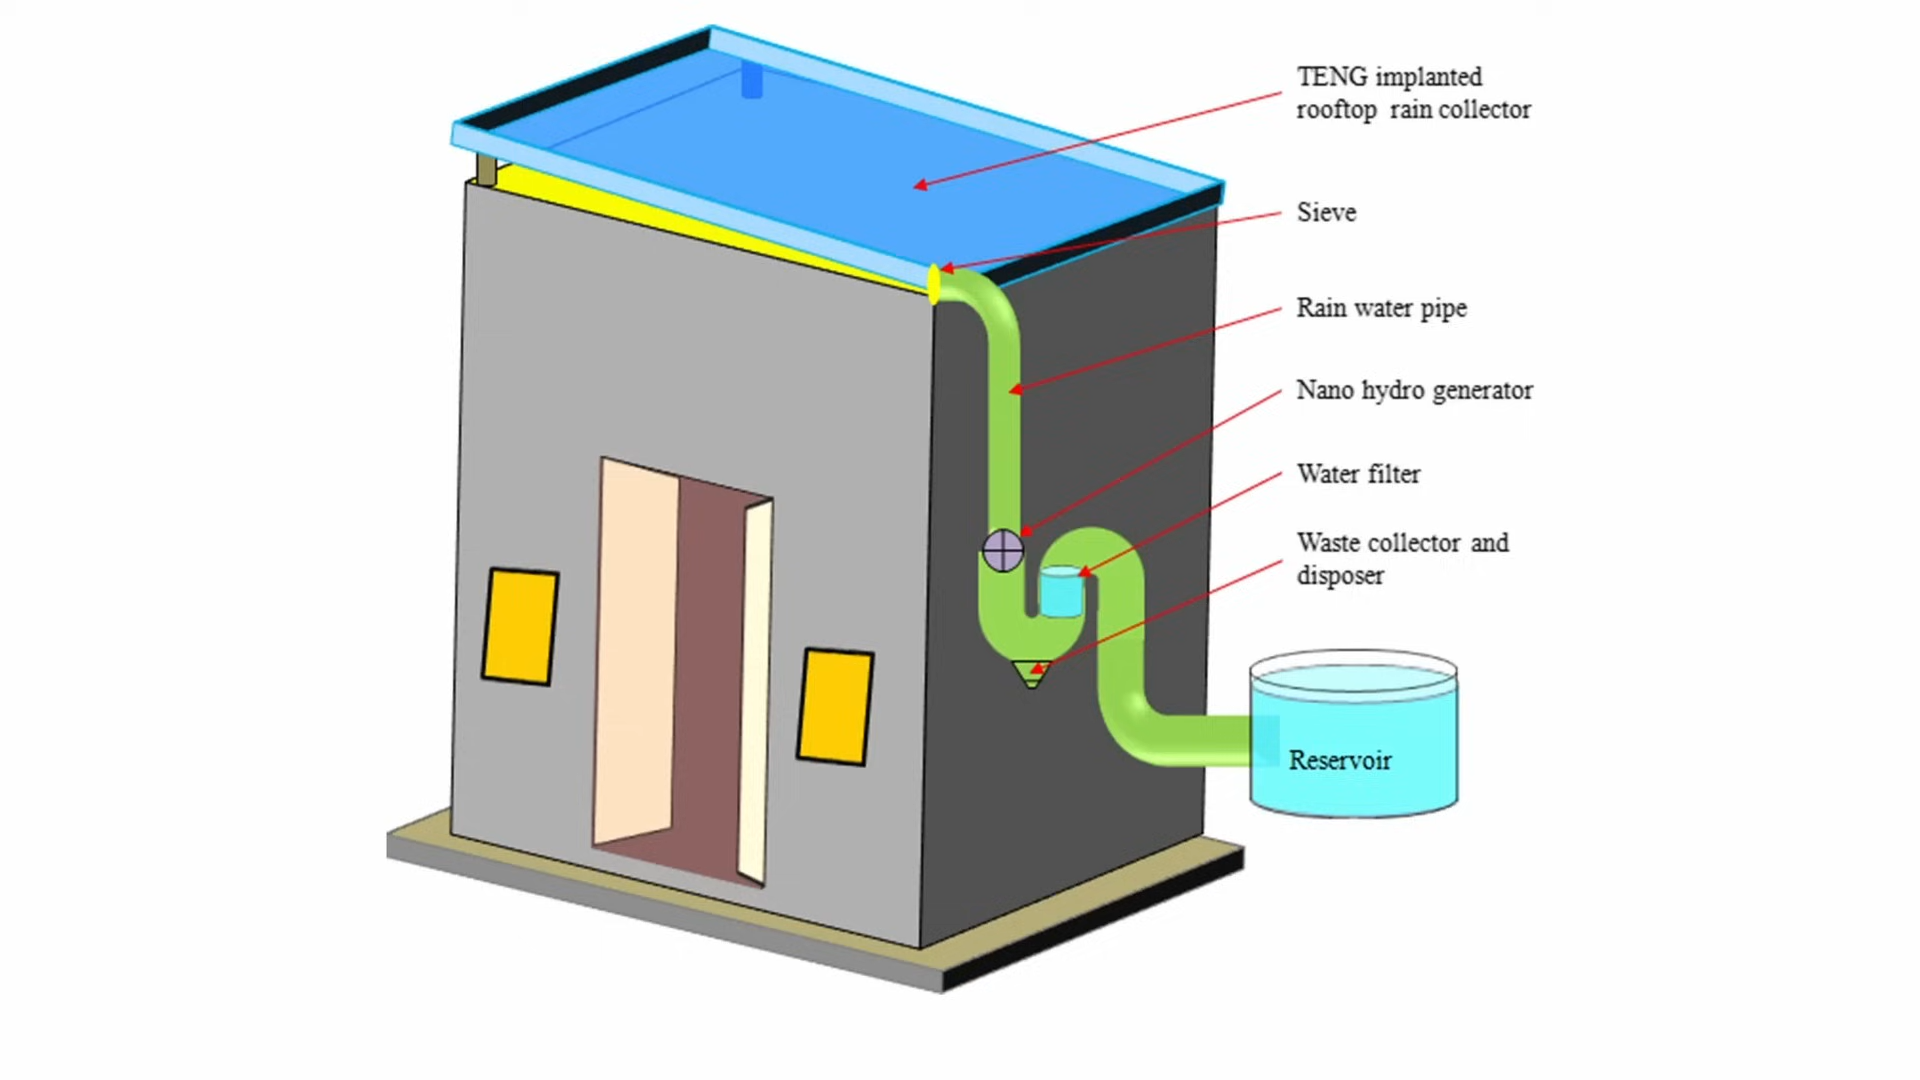 TENG implanted
rooftop rain collector
Sieve
Rain water pipe
Nano hydro generator
Water filter
Waste collector and
disposer
Reservoir